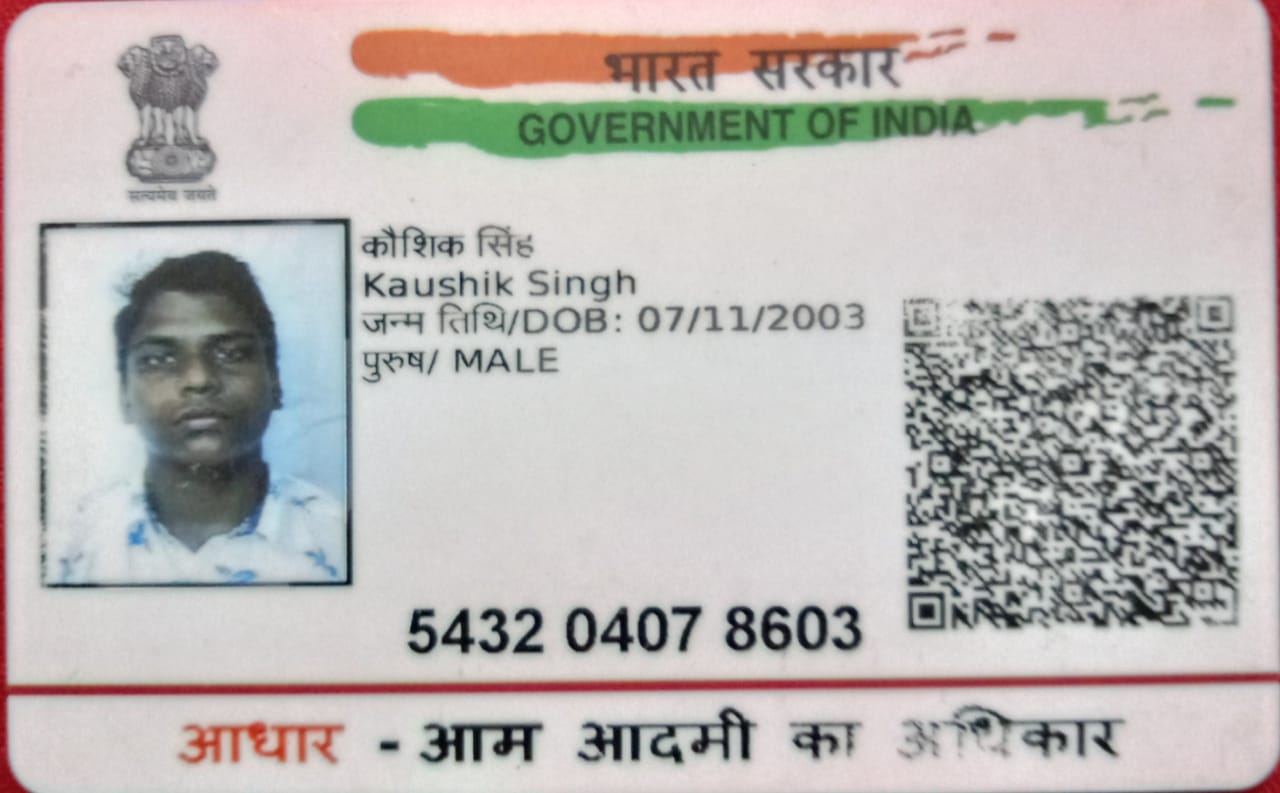 भारत सरकार
GOVERNMENT OF INDIA
सत्यमेव जयते
कौशिक सिंह
Kaushik Singh
जन्म तिथि/DOB: 07/11/2003
पुरुष/ MALE
5432 0407 8603
आधार - आम आदमी का अधिकार